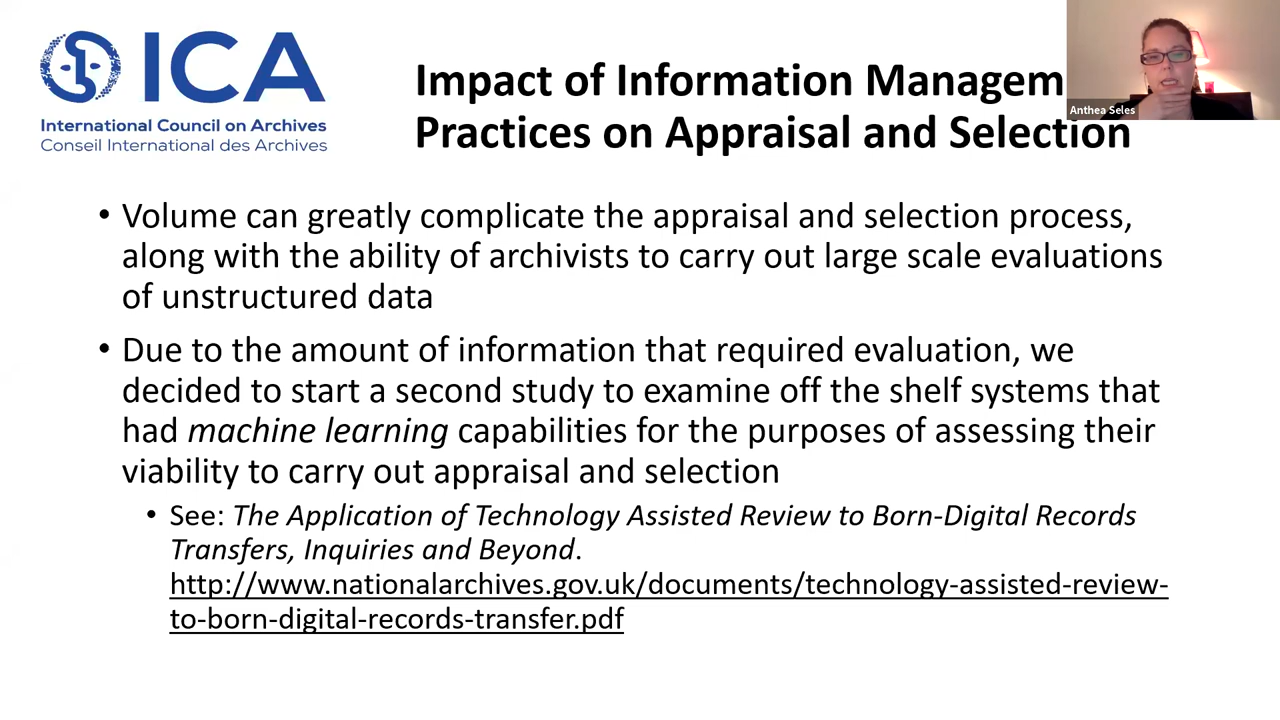 ICA
International Council on Archives
Conseil International des Archives
Impact of Information Managem
Practices on Appraisal and Selection
Anthea Seles
• Volume can greatly complicate the appraisal and selection process,
along with the ability of archivists to carry out large scale evaluations
of unstructured data
• Due to the amount of information that required evaluation, we
decided to start a second study to examine off the shelf systems that
had machine learning capabilities for the purposes of assessing their
viability to carry out appraisal and selection
• See: The Application of Technology Assisted Review to Born-Digital Records
Transfers, Inquiries and Beyond.
http://www.nationalarchives.gov.uk/documents/technology-assisted-review-
to-born-digital-records-transfer.pdf